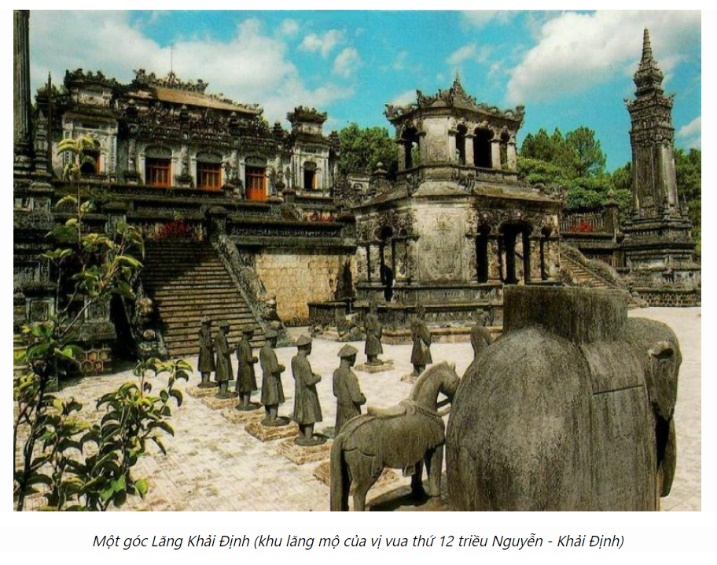 Một góc Lăng Khải Định (khu lăng mộ của vị vua thứ 12 triều Nguyễn - Khải Định)